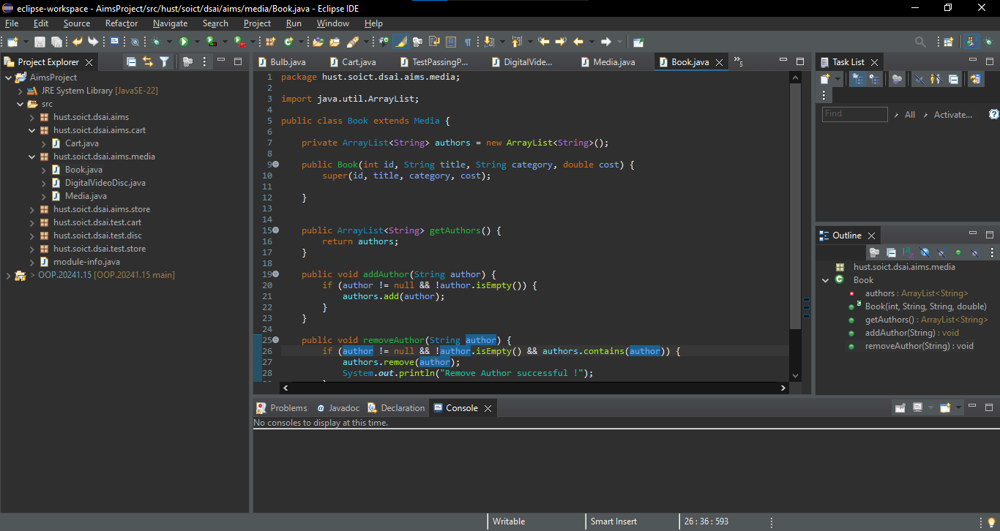 eclipse-workspace - AimsProject/src/hust/soict/dsai/aims/media/Book.java - Eclipse IDE
File Edit Source Refactor Navigate Search Project Run Window Help
Project Explorer
AimsProject
JRE System Library [JavaSE-22]
src
hust.soict.dsai.aims
hust.soict.dsai.aims.cart
Cart.java
hust.soict.dsai.aims.media
Book.java
DigitalVideoDisc.java
Media.java
hust.soict.dsai.aims.store
hust.soict.dsai.test.cart
hust.soict.dsai.test.disc
hust.soict.dsai.test.store
module-info.java
> OOP.20241.15 [OOP.20241.15 main]
Bulb.java Cart.java TestPassingP... DigitalVide... Media.java Book.java »5
1 package hust.soict.dsai.aims.media;
2
3 import java.util.ArrayList;
4
5 public class Book extends Media {
6
7 private ArrayList<String> authors = new ArrayList<String>();
8
9 public Book(int id, String title, String category, double cost) {
10 super(id, title, category, cost);
11
12 }
13
14
15 public ArrayList<String> getAuthors() {
16 return authors;
17 }
18
19 public void addAuthor(String author) {
20 if (author != null && !author.isEmpty()) {
21 authors.add(author);
22 }
23 }
24
25 public void removeAuthor(String author) {
26 if (author != null && !author.isEmpty() && authors.contains(author)) {
27 authors.remove(author);
28 System.out.println("Remove Author successful !");
Task List
Find All Activate...
Outline
hust.soict.dsai.aims.media
Book
authors : ArrayList<String>
Book(int, String, String, double)
getAuthors() : ArrayList<String>
addAuthor(String) : void
removeAuthor(String) : void
Problems Javadoc Declaration Console
No consoles to display at this time.
Writable Smart Insert 26 : 36 : 593